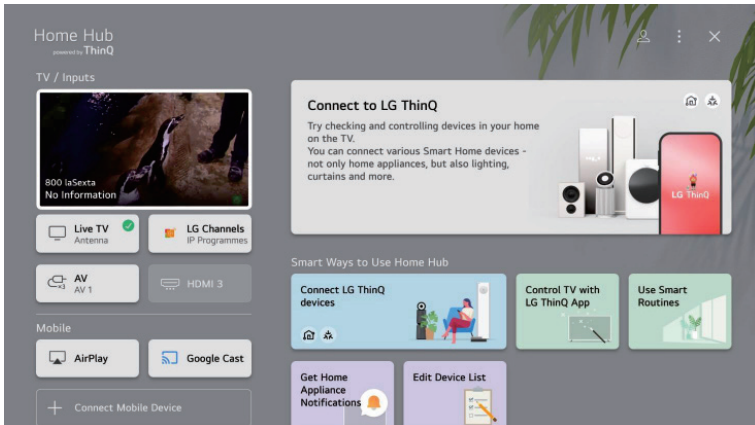 Home Hub
powered by ThinQ
TV / Inputs
800 laSexta
No Information
Live TV
Antenna
LG Channels
IP Programmes
AV
AV 1
HDMI 3
Mobile
AirPlay
Google Cast
Connect Mobile Device
Connect to LG ThinQ
Try checking and controlling devices in your home
on the TV.
You can connect various Smart Home devices -
not only home appliances, but also lighting,
curtains and more.
LG ThinQ
Smart Ways to Use Home Hub
Connect LG ThinQ
devices
Control TV with
LG ThinQ App
Use Smart
Routines
Get Home
Appliance
Notifications
Edit Device List